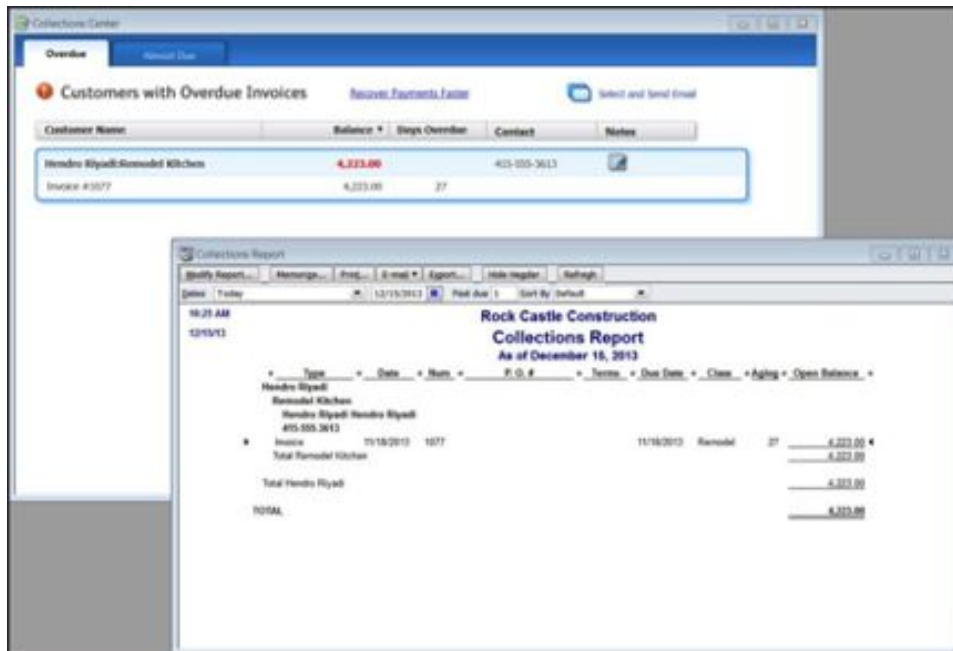 Collections Center
Overdue Almost Due
Customers with Overdue Invoices Recover Payments Faster Select and Send Email
Customer Name Balance Days Overdue Contact Notes
Hendro Riyadi:Remodel Kitchen 4,223.00 415-555-3613
Invoice #1077 4,223.00 27
Collections Report
Modify Report... Memorize... Print... E-mail Export... Hide Header Refresh
Dates Today 12/15/2013 Past due 1 Sort By Default
10:25 AM Rock Castle Construction
12/15/13 Collections Report
As of December 15, 2013
Type Date Num P. O. # Terms Due Date Class Aging Open Balance
Hendro Riyadi
Remodel Kitchen
Hendro Riyadi Hendro Riyadi
415-555-3613
Invoice 11/18/2013 1077 11/18/2013 Remodel 27 4,223.00
Total Remodel Kitchen 4,223.00
Total Hendro Riyadi 4,223.00
TOTAL 4,223.00